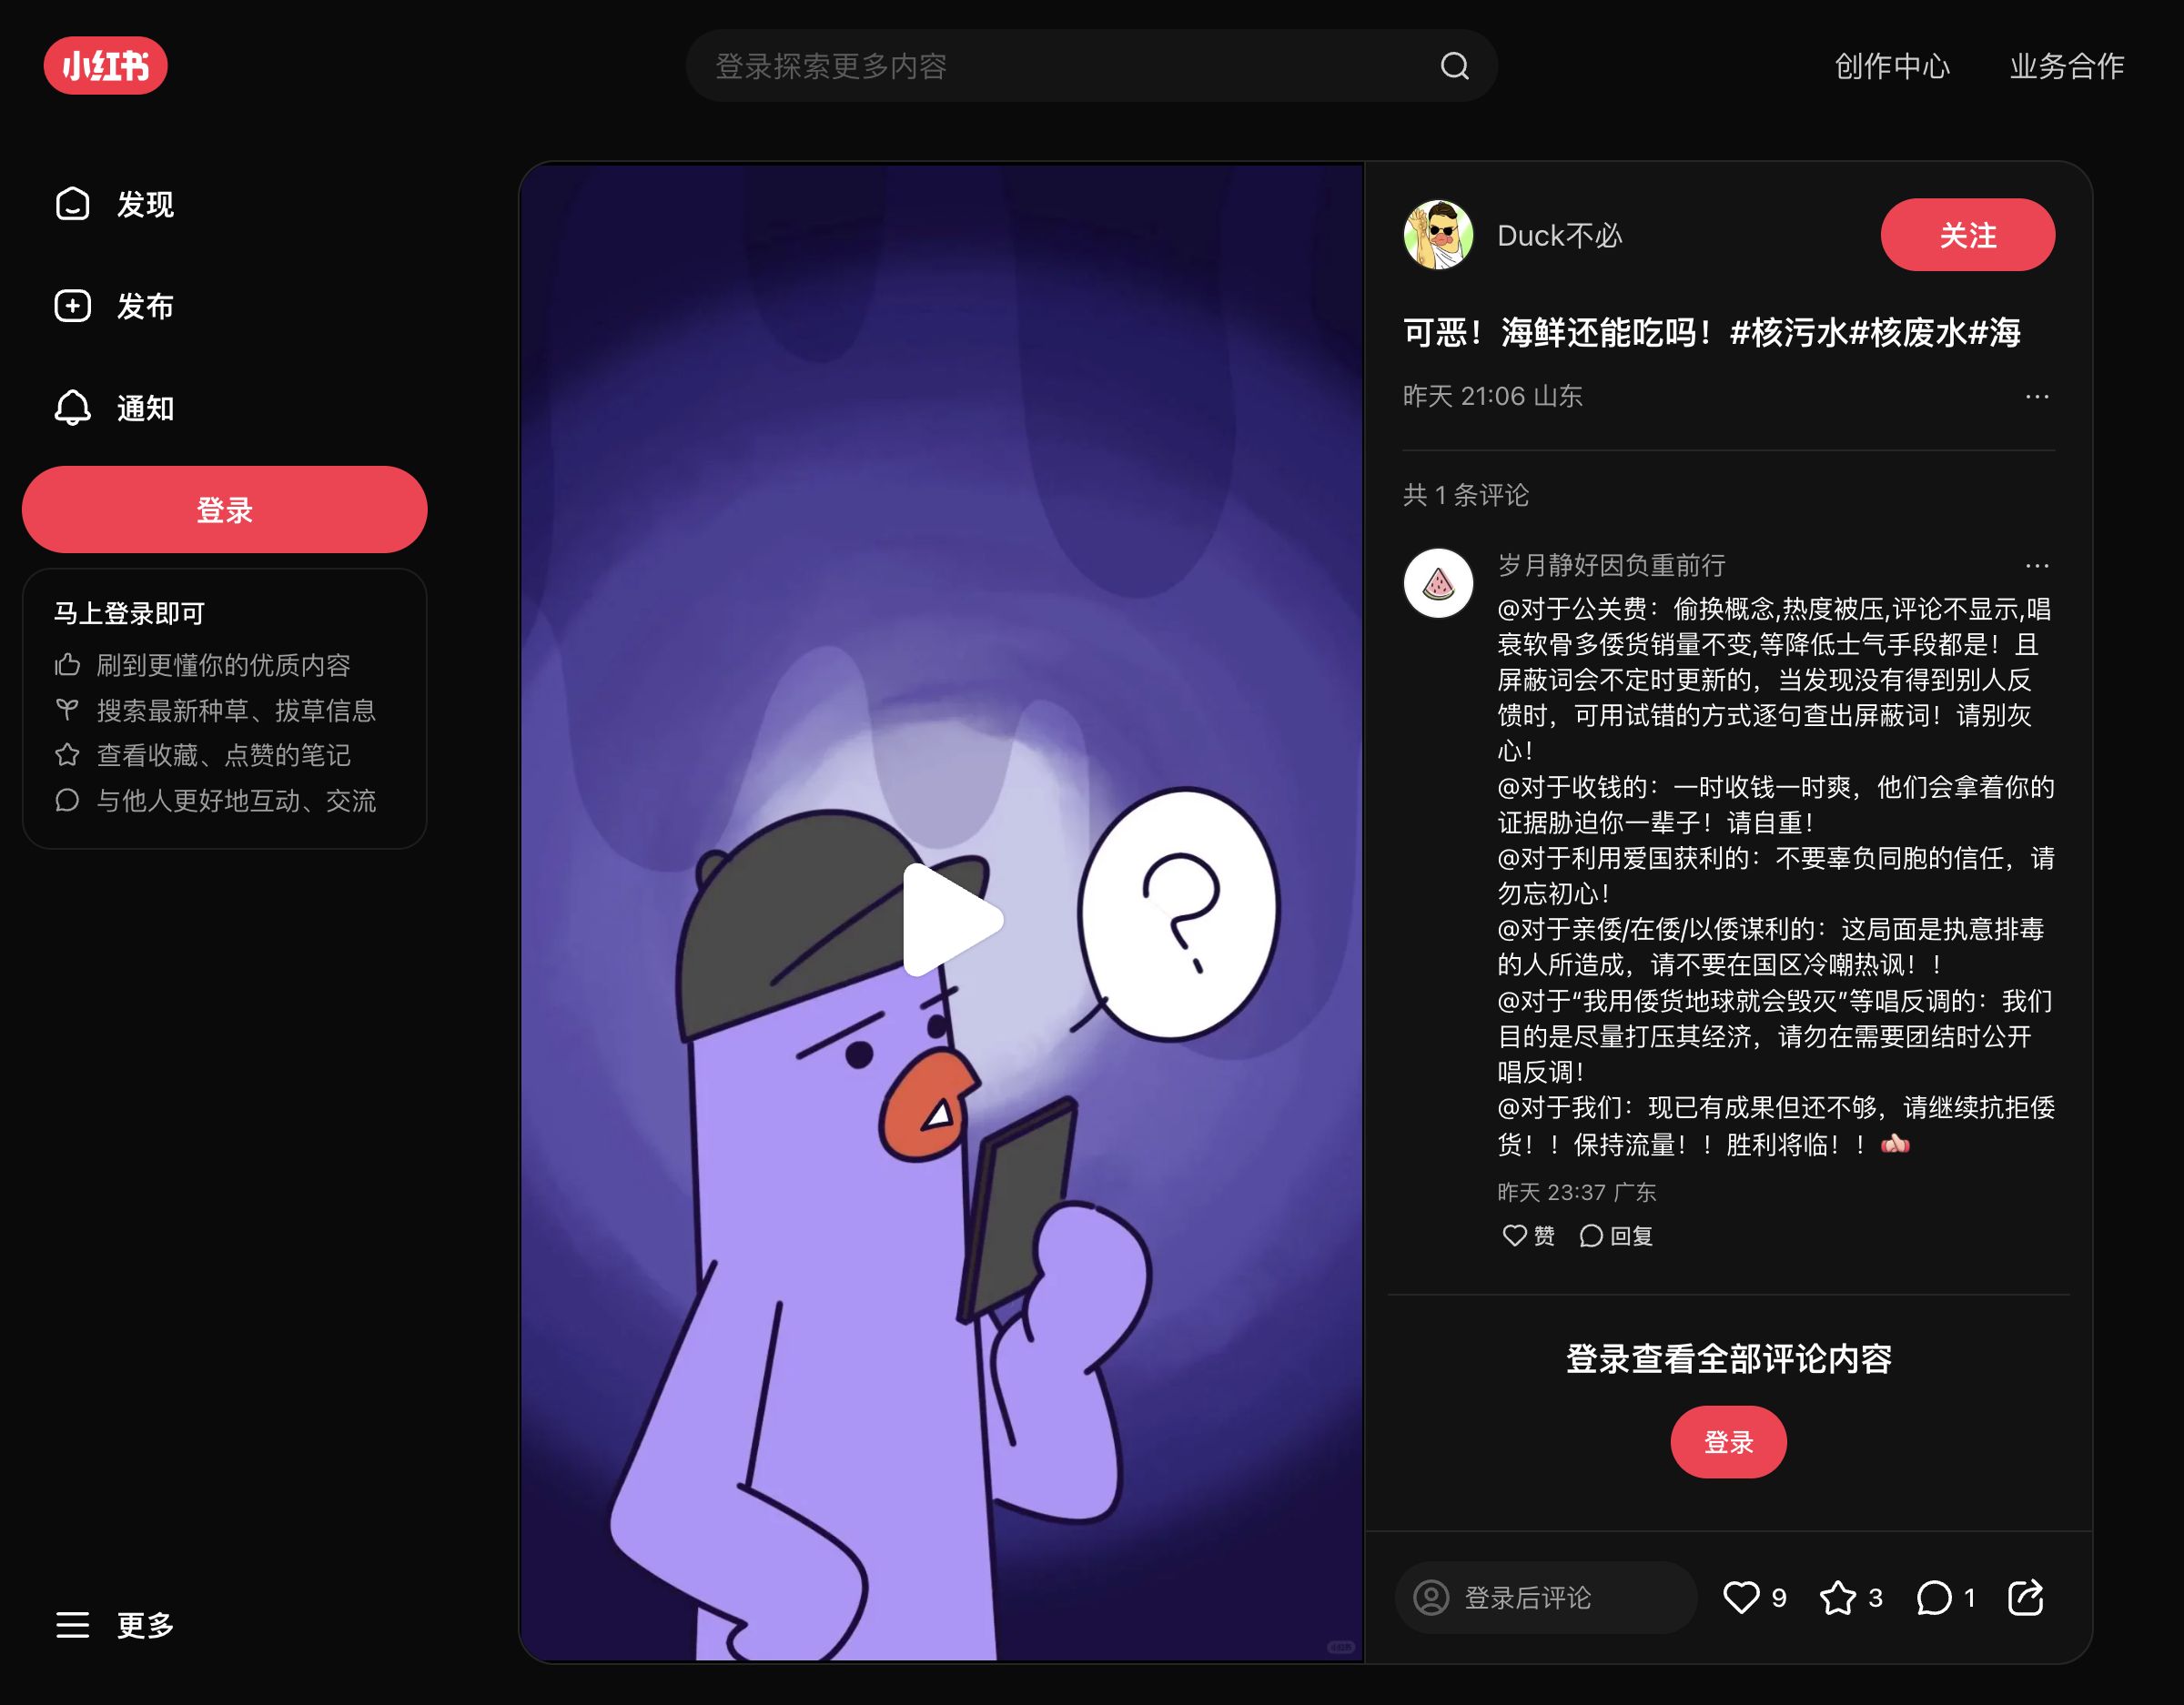 小红书
登录探索更多内容
创作中心
业务合作
发现
发布
通知
登录
马上登录即可
刷到更懂你的优质内容
搜索最新种草、拔草信息
查看收藏、点赞的笔记
与他人更好地互动、交流
更多
?
Duck不必
关注
可恶！海鲜还能吃吗！#核污水#核废水#海
昨天 21:06 山东
共 1 条评论
岁月静好因负重前行
@对于公关费：偷换概念,热度被压,评论不显示,唱
衰软骨多倭货销量不变,等降低士气手段都是！且
屏蔽词会不定时更新的，当发现没有得到别人反
馈时，可用试错的方式逐句查出屏蔽词！请别灰
心！
@对于收钱的：一时收钱一时爽，他们会拿着你的
证据胁迫你一辈子！请自重！
@对于利用爱国获利的：不要辜负同胞的信任，请
勿忘初心！
@对于亲倭/在倭/以倭谋利的：这局面是执意排毒
的人所造成，请不要在国区冷嘲热讽！！
@对于“我用倭货地球就会毁灭”等唱反调的：我们
目的是尽量打压其经济，请勿在需要团结时公开
唱反调！
@对于我们：现已有成果但还不够，请继续抗拒倭
货！！保持流量！！胜利将临！！
昨天 23:37 广东
赞 回复
登录查看全部评论内容
登录
登录后评论
9
3
1